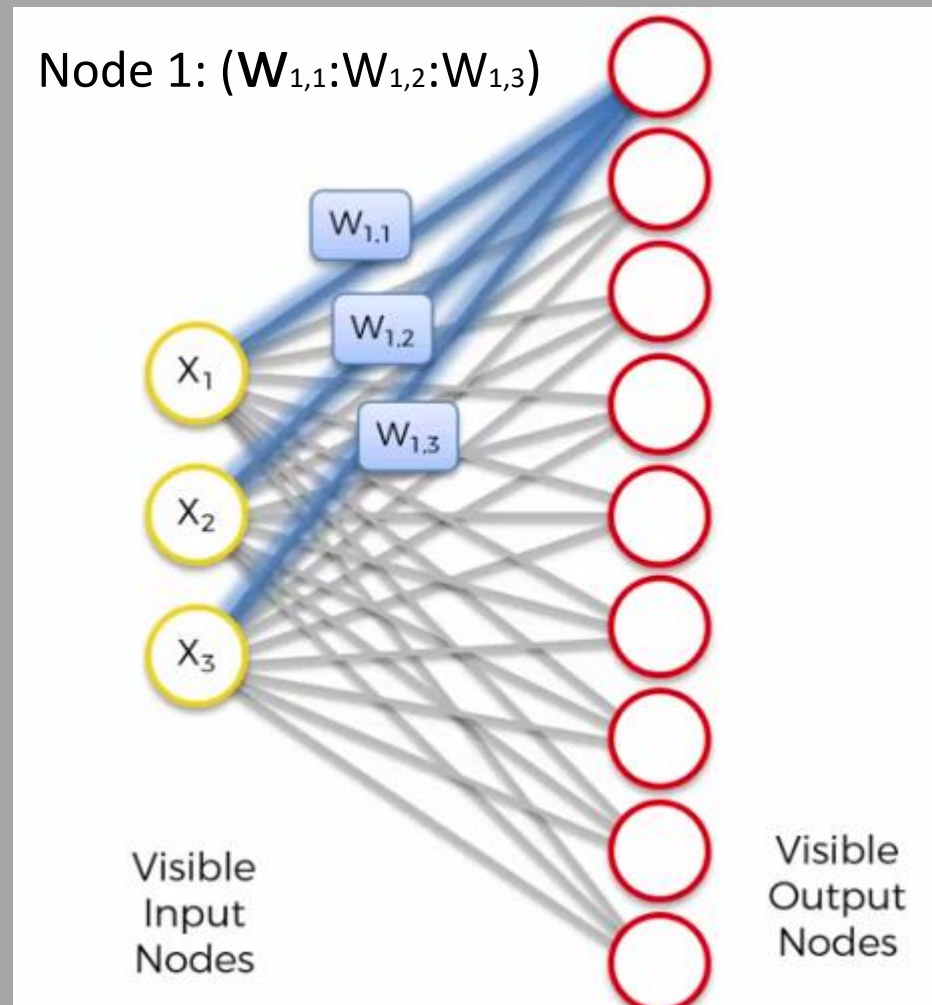 Node 1: (W1,1:W1,2:W1,3)
W1,1
W1,2
X1
W1,3
X2
X3
Visible
Input
Nodes
Visible
Output
Nodes